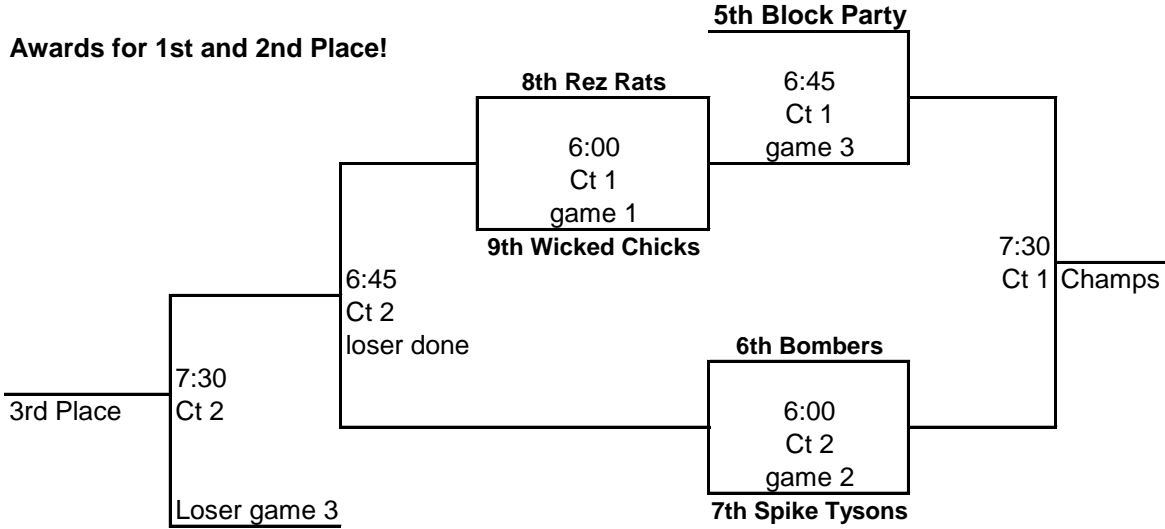 5th Block Party
Awards for 1st and 2nd Place!
8th Rez Rats
6:45
Ct 1
game 3
6:00
Ct 1
game 1
9th Wicked Chicks
7:30
Ct 1
Champs
6:45
Ct 2
loser done
6th Bombers
7:30
Ct 2
3rd Place
6:00
Ct 2
game 2
Loser game 3
7th Spike Tysons